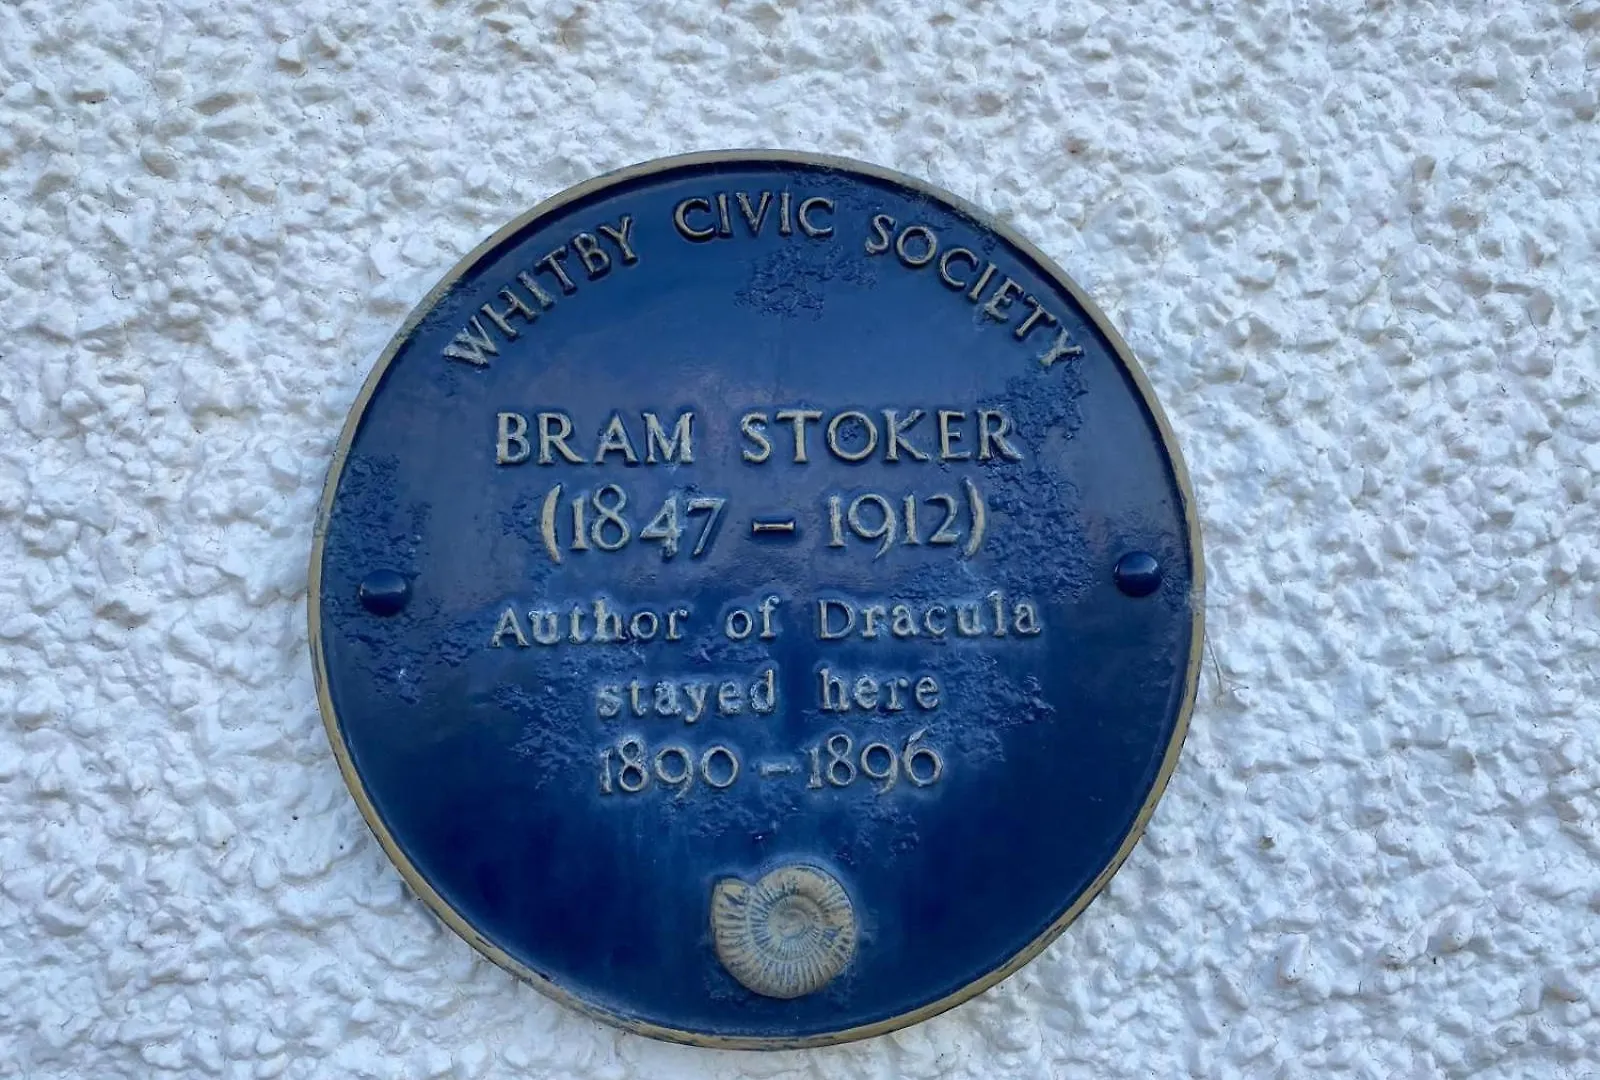 WHITBY CIVIC SOCIETY
BRAM STOKER
(1847 – 1912)
Author of Dracula
stayed here
1890 – 1896